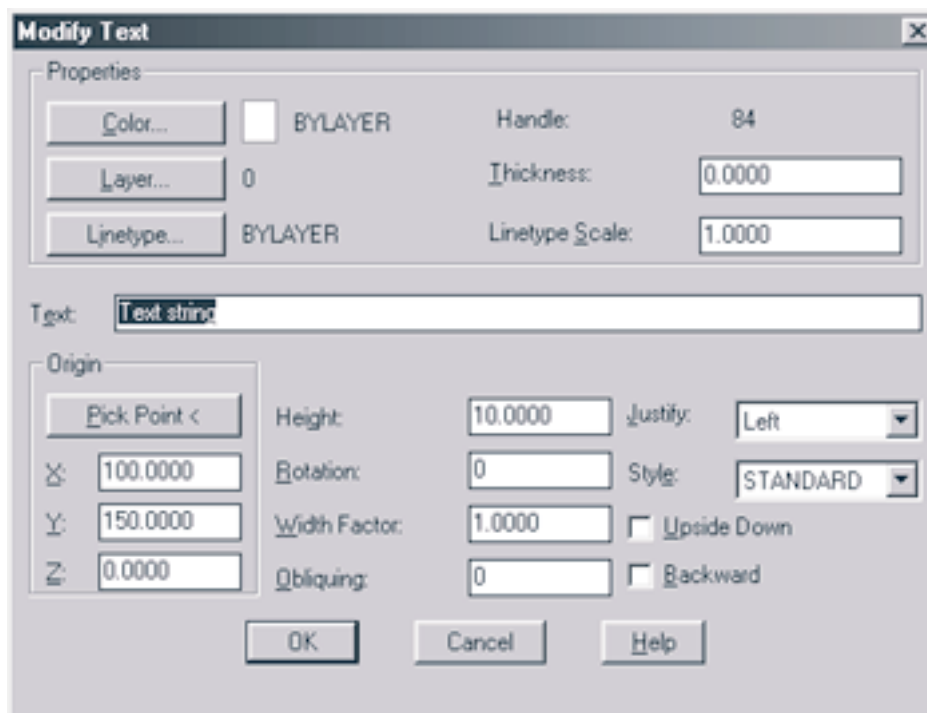 Modify Text
Properties
Color... BYLAYER Handle: 84
Layer... 0 Thickness: 0.0000
Linetype... BYLAYER Linetype Scale: 1.0000
Text: Text string
Origin
Pick Point < Height: 10.0000 Justify: Left
X: 100.0000 Rotation: 0 Style: STANDARD
Y: 150.0000 Width Factor: 1.0000 Upside Down
Z: 0.0000 Obliquing: 0 Backward
OK Cancel Help